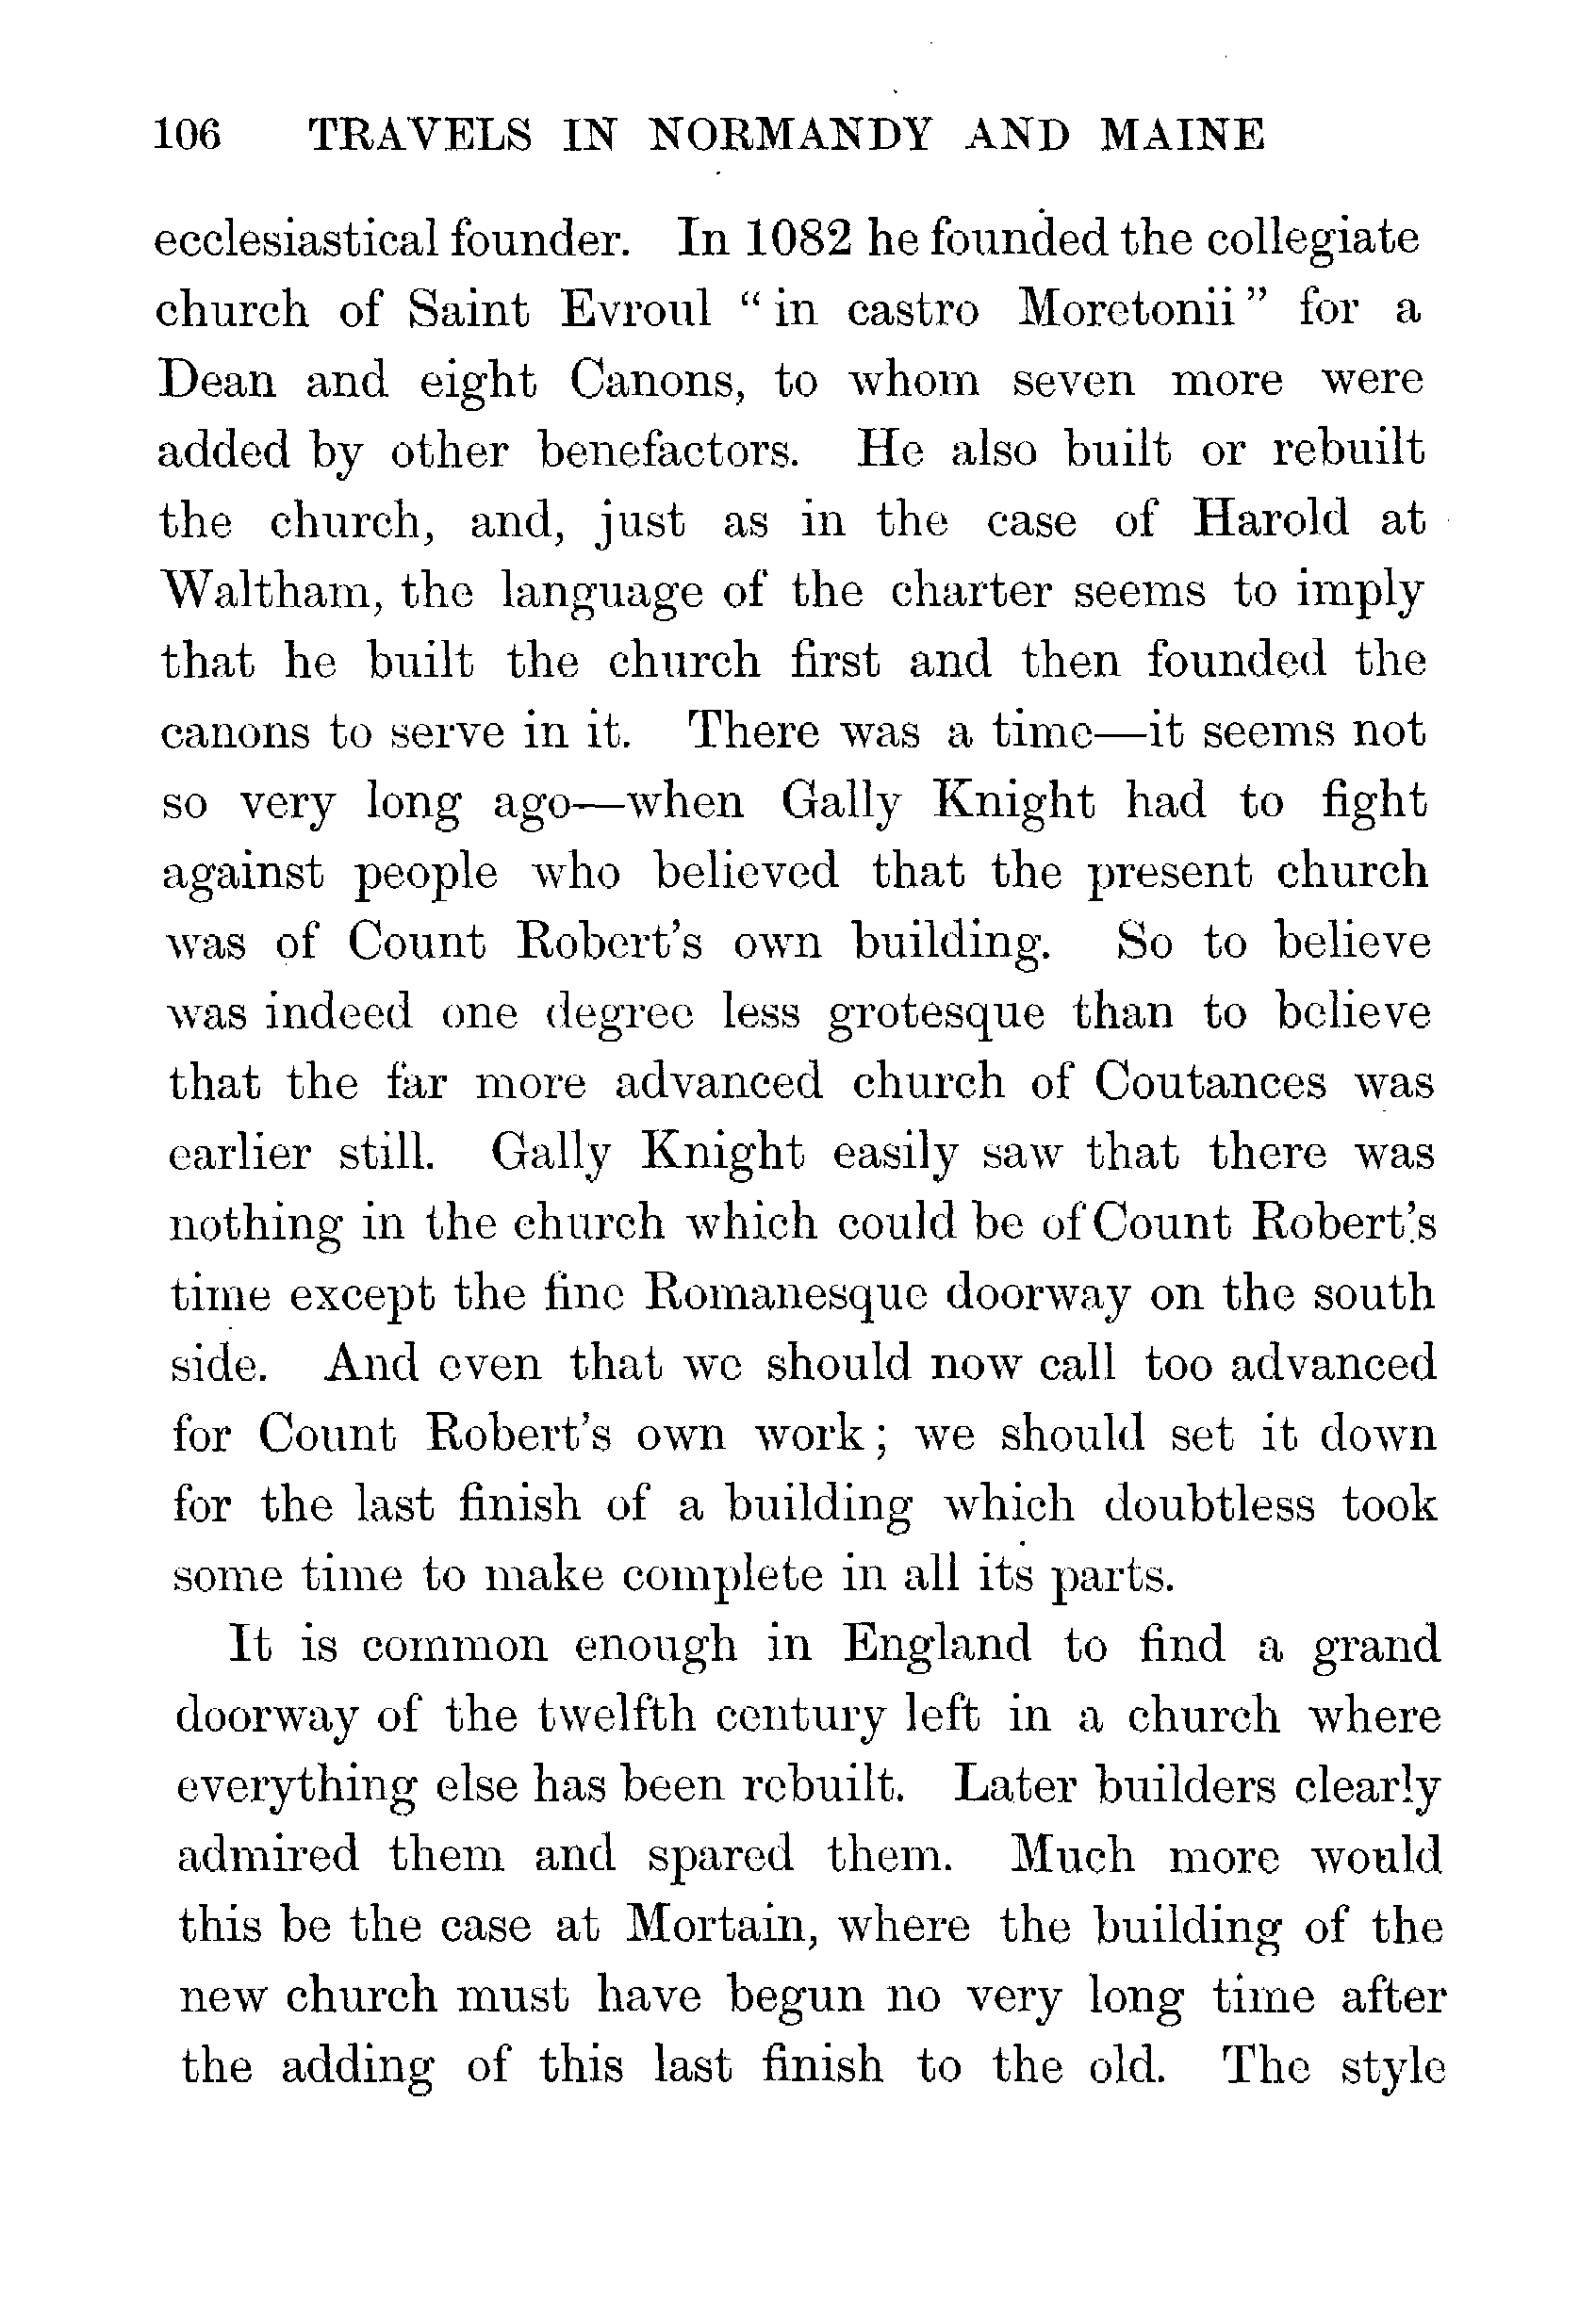 106 TRAVELS IN NORMANDY AND MAINE
ecclesiastical founder. In 1082 he founded the collegiate
church of Saint Evroul “in castro Moretonii” for a
Dean and eight Canons, to whom seven more were
added by other benefactors. He also built or rebuilt
the church, and, just as in the case of Harold at
Waltham, the language of the charter seems to imply
that he built the church first and then founded the
canons to serve in it. There was a time—it seems not
so very long ago—when Gally Knight had to fight
against people who believed that the present church
was of Count Robert’s own building. So to believe
was indeed one degree less grotesque than to believe
that the far more advanced church of Coutances was
earlier still. Gally Knight easily saw that there was
nothing in the church which could be of Count Robert’s
time except the fine Romanesque doorway on the south
side. And even that we should now call too advanced
for Count Robert’s own work; we should set it down
for the last finish of a building which doubtless took
some time to make complete in all its parts.
It is common enough in England to find a grand
doorway of the twelfth century left in a church where
everything else has been rebuilt. Later builders clearly
admired them and spared them. Much more would
this be the case at Mortain, where the building of the
new church must have begun no very long time after
the adding of this last finish to the old. The style